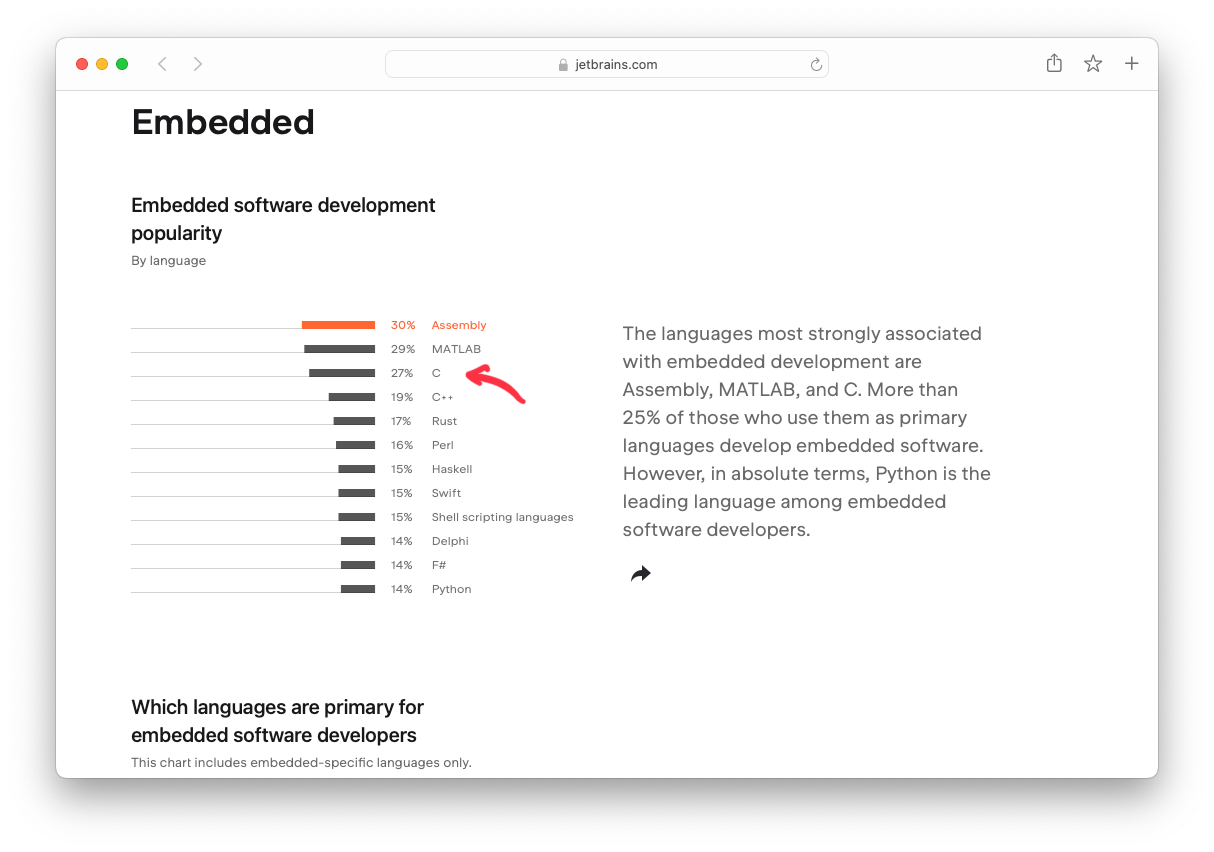 jetbrains.com
Embedded
Embedded software development
popularity
By language
30% Assembly
29% MATLAB
27% C
19% C++
17% Rust
16% Perl
15% Haskell
15% Swift
15% Shell scripting languages
14% Delphi
14% F#
14% Python
The languages most strongly associated
with embedded development are
Assembly, MATLAB, and C. More than
25% of those who use them as primary
languages develop embedded software.
However, in absolute terms, Python is the
leading language among embedded
software developers.
Which languages are primary for
embedded software developers
This chart includes embedded-specific languages only.